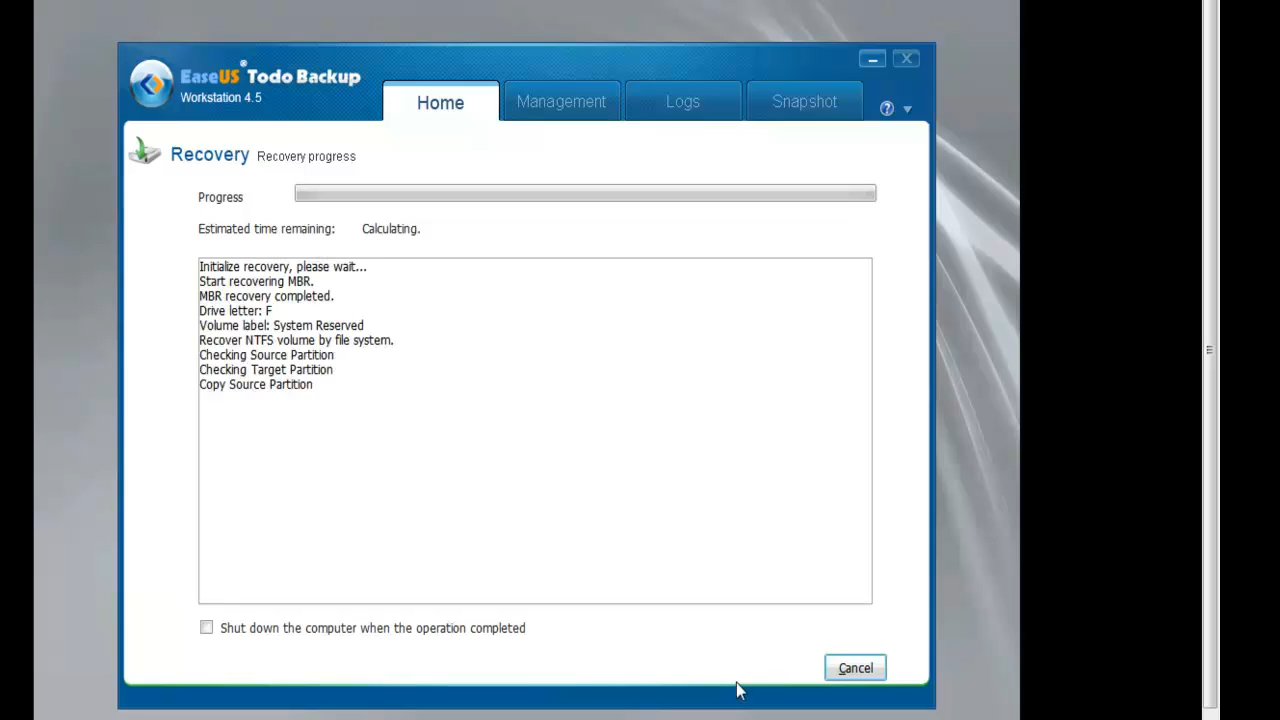 EaseUS® Todo Backup
Workstation 4.5
Home
Management
Logs
Snapshot
Recovery Recovery progress
Progress
Estimated time remaining: Calculating.
Initialize recovery, please wait...
Start recovering MBR.
MBR recovery completed.
Drive letter: F
Volume label: System Reserved
Recover NTFS volume by file system.
Checking Source Partition
Checking Target Partition
Copy Source Partition
Shut down the computer when the operation completed
Cancel